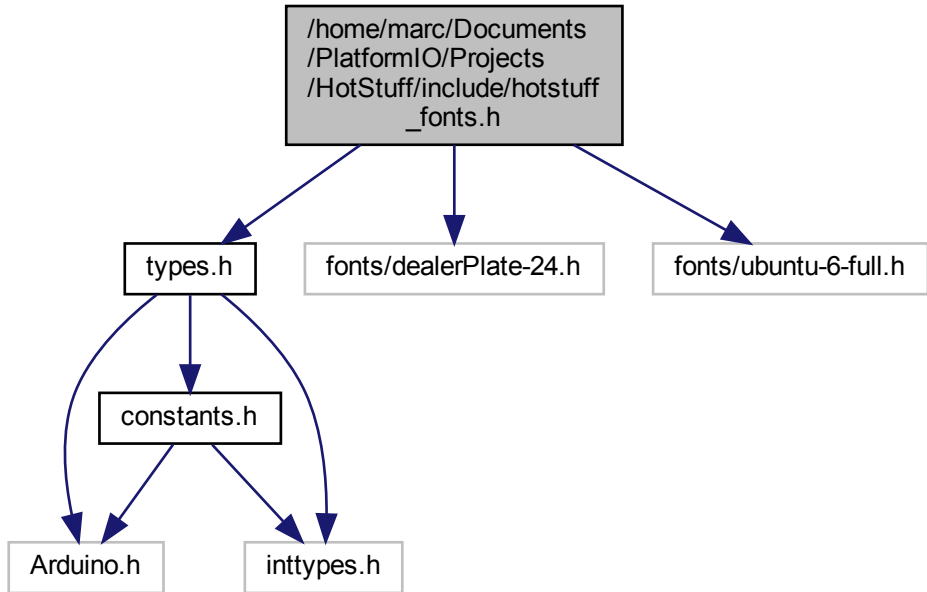 /home/marc/Documents
/PlatformIO/Projects
/HotStuff/include/hotstuff
_fonts.h
types.h
fonts/dealerPlate-24.h
fonts/ubuntu-6-full.h
constants.h
Arduino.h
inttypes.h